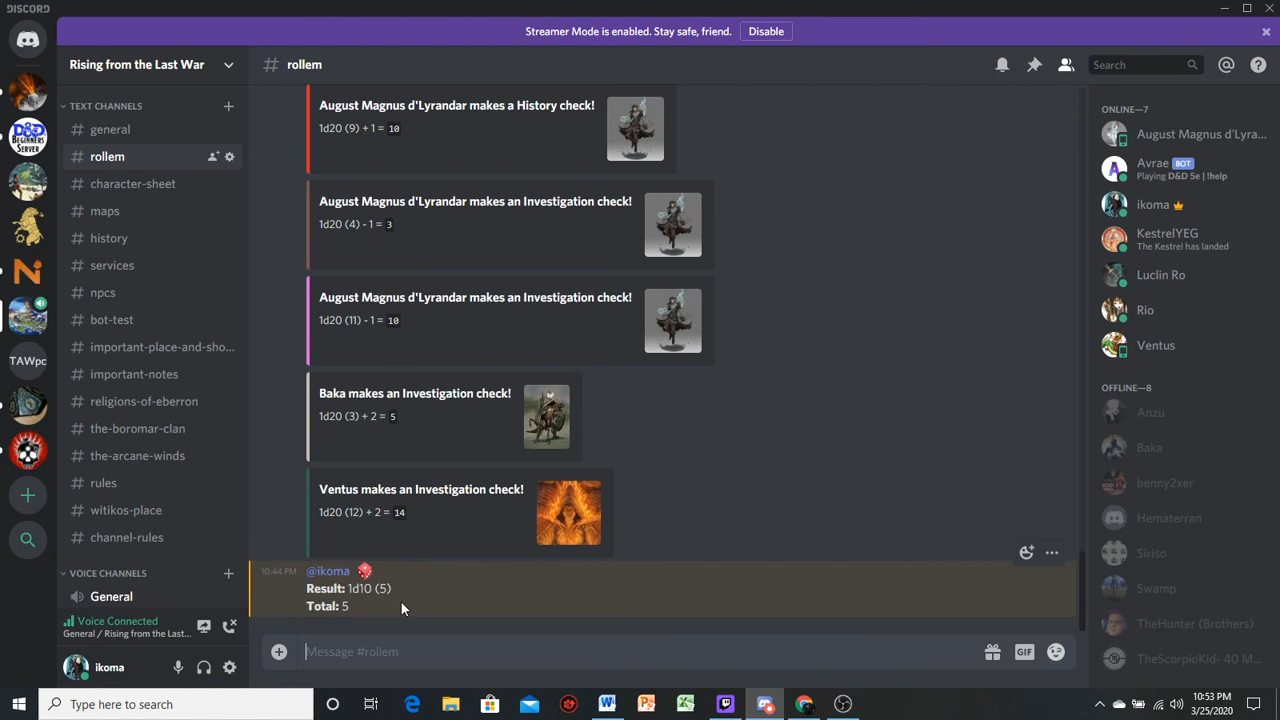 DISCORD
Streamer Mode is enabled. Stay safe, friend. Disable
Rising from the Last War
# rollem
Search
TEXT CHANNELS
# general
# rollem
# character-sheet
# maps
# history
# services
# npcs
# bot-test
# important-place-and-sho...
# important-notes
# religions-of-eberron
# the-boromar-clan
# the-arcane-winds
# rules
# witikos-place
# channel-rules
VOICE CHANNELS
General
Voice Connected
General / Rising from the Last...
ikoma
D&D
BEGINNERS
SERVER
N
TAWpc
August Magnus d'Lyrandar makes a History check!
1d20 (9) + 1 = 10
August Magnus d'Lyrandar makes an Investigation check!
1d20 (4) - 1 = 3
August Magnus d'Lyrandar makes an Investigation check!
1d20 (11) - 1 = 10
Baka makes an Investigation check!
1d20 (3) + 2 = 5
Ventus makes an Investigation check!
1d20 (12) + 2 = 14
10:44 PM @ikoma
Result: 1d10 (5)
Total: 5
Message #rollem
GIF
ONLINE—7
August Magnus d'Lyra...
Avrae BOT
Playing D&D 5e | !help
ikoma
KestrelYEG
The Kestrel has landed
Luclin Ro
Rio
Ventus
OFFLINE—8
Anzu
Baka
benny2xer
Hematerran
Siriso
Swamp
TheHunter (Brothers)
TheScorpioKid- 40 M...
Type here to search
10:53 PM
3/25/2020